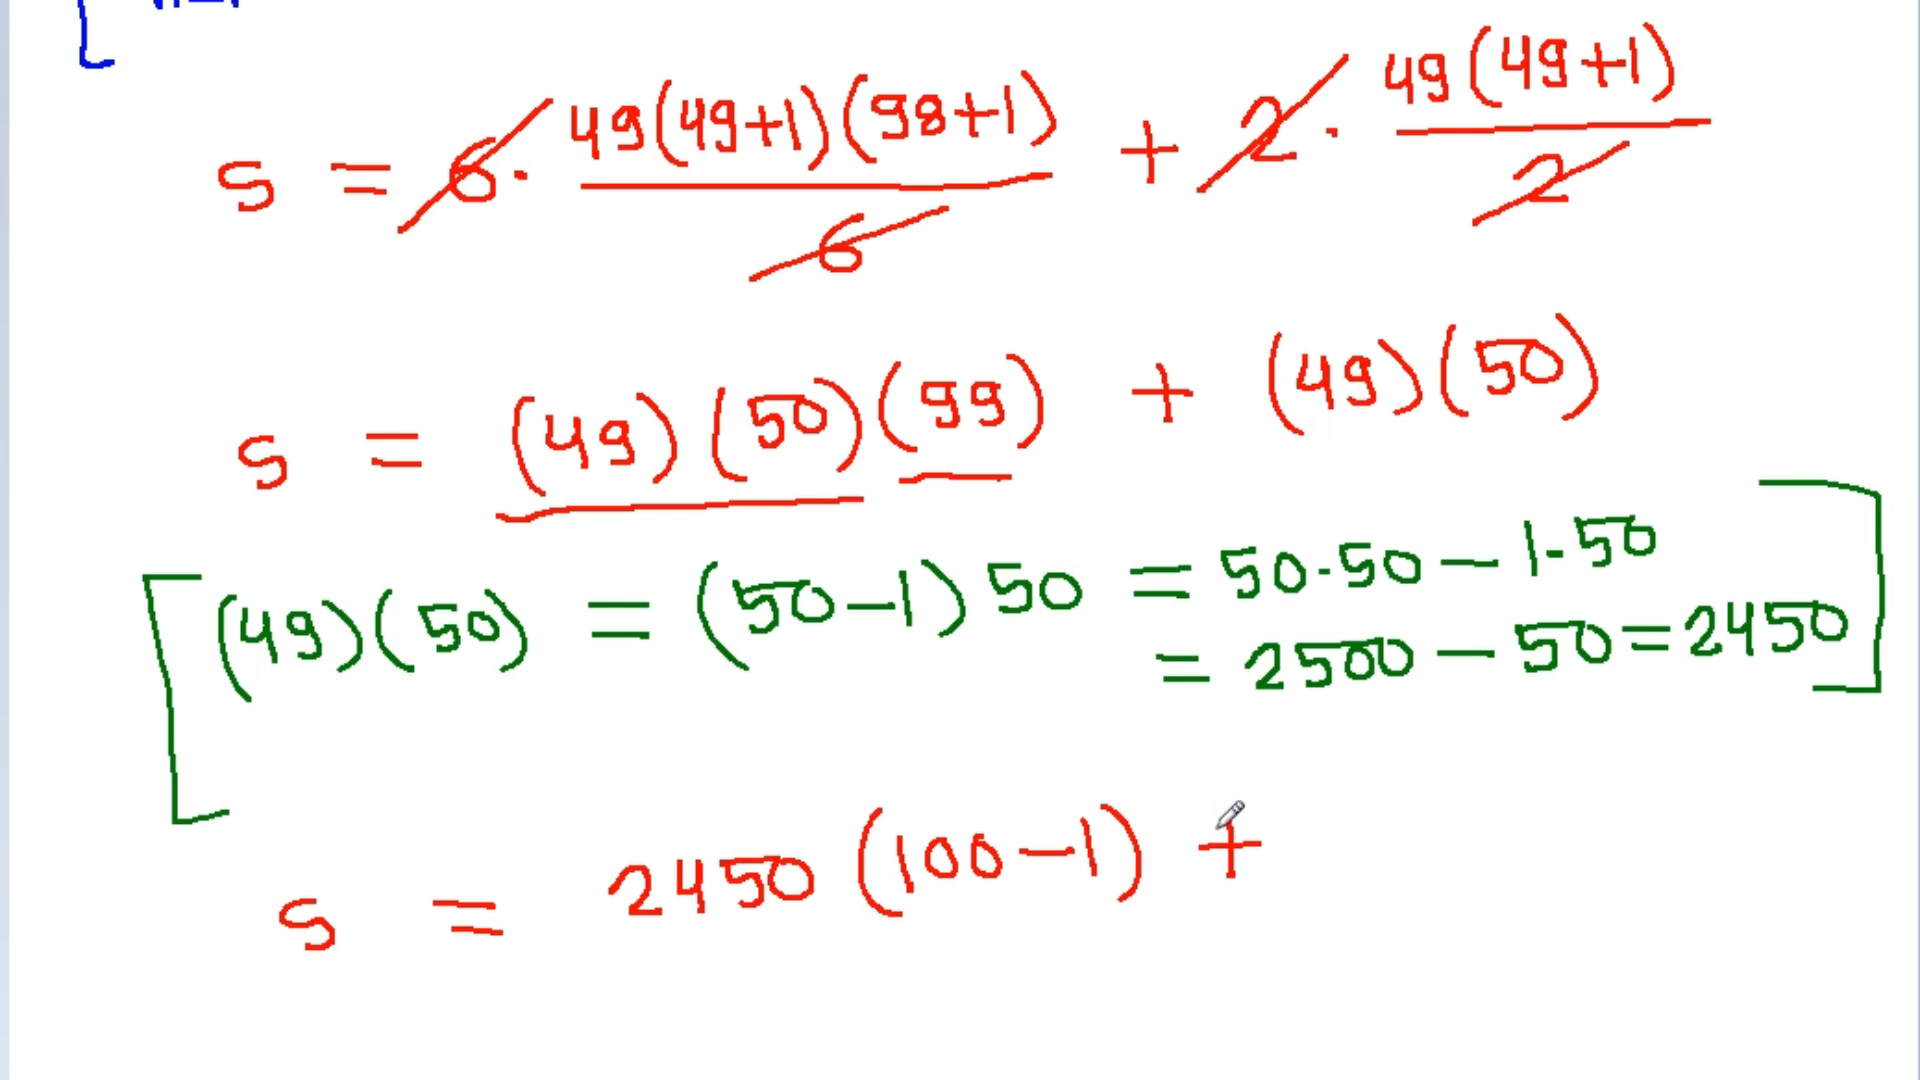 S = 6 · 49(49+1)(98+1)/6 + 2 · 49(49+1)/2
S = (49)(50)(99) + (49)(50)
[(49)(50) = (50-1)50 = 50·50 - 1·50
= 2500 - 50 = 2450]
S = 2450 (100-1) +